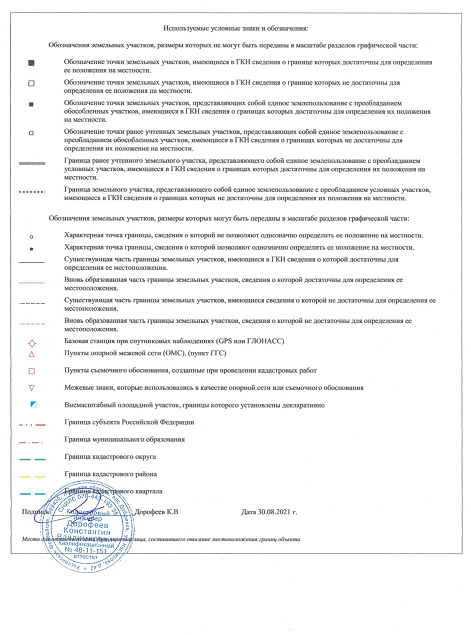 Используемые условные знаки и обозначения:
Обозначения земельных участков, размеры которых не могут быть переданы в масштабе разделов графической части:
Обозначение точки земельных участков, имеющиеся в ГКН сведения о границе которых достаточны для определения
ее положения на местности.
Обозначение точки земельных участков, имеющиеся в ГКН сведения о границе которых не достаточны для
определения ее положения на местности.
Обозначение точки земельных участков, представляющих собой единое землепользование с преобладанием
обособленных участков, имеющиеся в ГКН сведения о границах которых достаточны для определения их положения
на местности.
Обозначение точки ранее учтенных земельных участков, представляющих собой единое землепользование с
преобладанием обособленных участков, имеющиеся в ГКН сведения о границах которых не достаточны для
определения их положения на местности.
Граница ранее учтенного земельного участка, представляющего собой единое землепользование с преобладанием
условных участков, имеющиеся в ГКН сведения о границах которых достаточны для определения их положения на
местности.
Граница земельного участка, представляющего собой единое землепользование с преобладанием условных участков,
имеющиеся в ГКН сведения о границах которых достаточны для определения их положения на местности.
Обозначения земельных участков, размеры которых могут быть переданы в масштабе разделов графической части:
Характерная точка границы, сведения о которой не позволяют однозначно определить ее положение на местности.
Характерная точка границы, сведения о которой позволяют однозначно определить ее положение на местности.
Существующая часть границы земельных участков, имеющиеся в ГКН сведения о которой достаточны для
определения ее местоположения.
Вновь образованная часть границы земельных участков, сведения о которой достаточны для определения ее
местоположения.
Существующая часть границы земельных участков, имеющиеся сведения о которой не достаточны для определения ее
местоположения.
Вновь образованная часть границы земельных участков, сведения о которой не достаточны для определения ее
местоположения.
Базовая станция при спутниковых наблюдениях (GPS или ГЛОНАСС)
Пункты опорной межевой сети (ОМС), (пункт ГГС)
Пункты съемочного обоснования, созданные при проведении кадастровых работ
Межевые знаки, которые использовались в качестве опорной сети или съемочного обоснования
Внемасштабный площадной участок, границы которого установлены декларативно
Граница субъекта Российской Федерации
Граница муниципального образования
Граница кадастрового округа
Граница кадастрового района
Граница кадастрового квартала
Подпись Дорофеев К.В Дата 30.08.2021 г.
Кадастровый
инженер
Дорофеев
Константин
Владимирович
Квалификационный
№ 48-11-151
аттестат
Место лица, составившего описание местоположения границ объекта